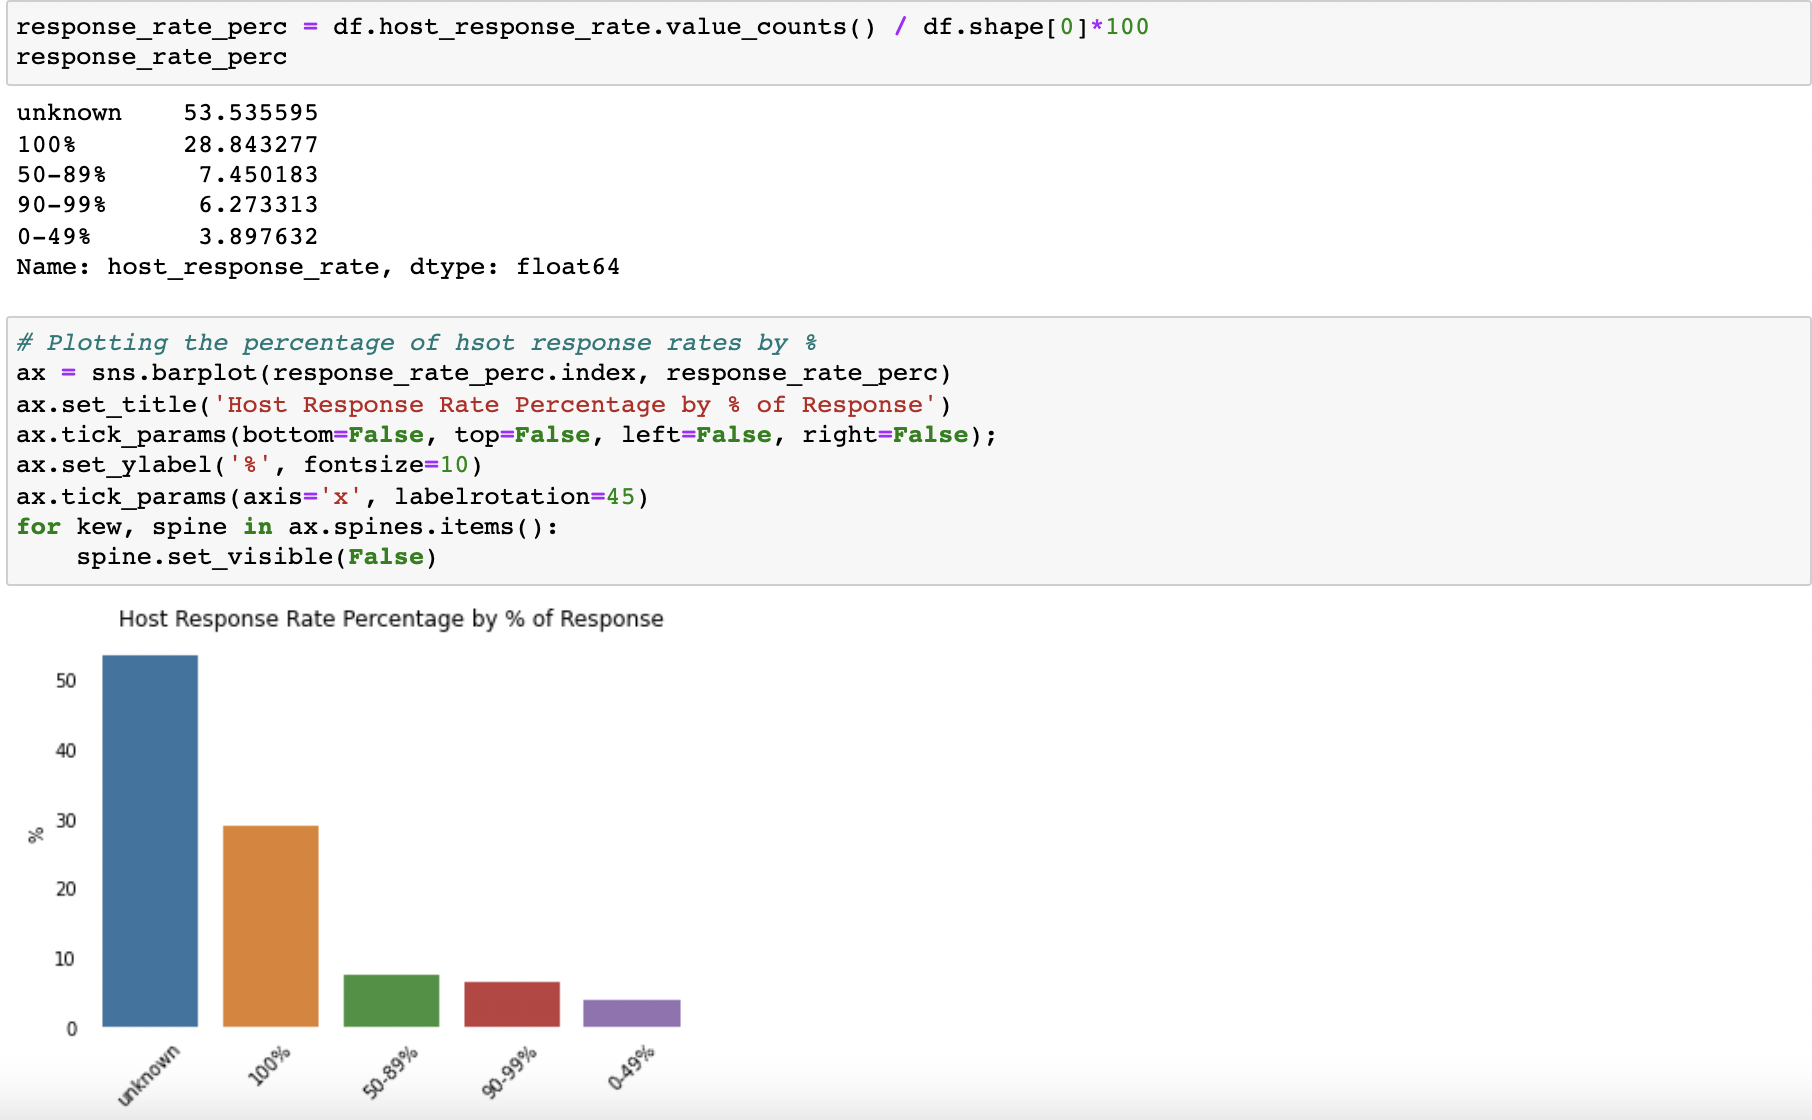 response_rate_perc = df.host_response_rate.value_counts() / df.shape[0]*100
response_rate_perc
unknown    53.535595
100%       28.843277
50-89%      7.450183
90-99%      6.273313
0-49%       3.897632
Name: host_response_rate, dtype: float64
# Plotting the percentage of hsot response rates by %
ax = sns.barplot(response_rate_perc.index, response_rate_perc)
ax.set_title('Host Response Rate Percentage by % of Response')
ax.tick_params(bottom=False, top=False, left=False, right=False);
ax.set_ylabel('%', fontsize=10)
ax.tick_params(axis='x', labelrotation=45)
for kew, spine in ax.spines.items():
    spine.set_visible(False)
Host Response Rate Percentage by % of Response
50
40
30
%
20
10
0
unknown
100%
50-89%
90-99%
0-49%